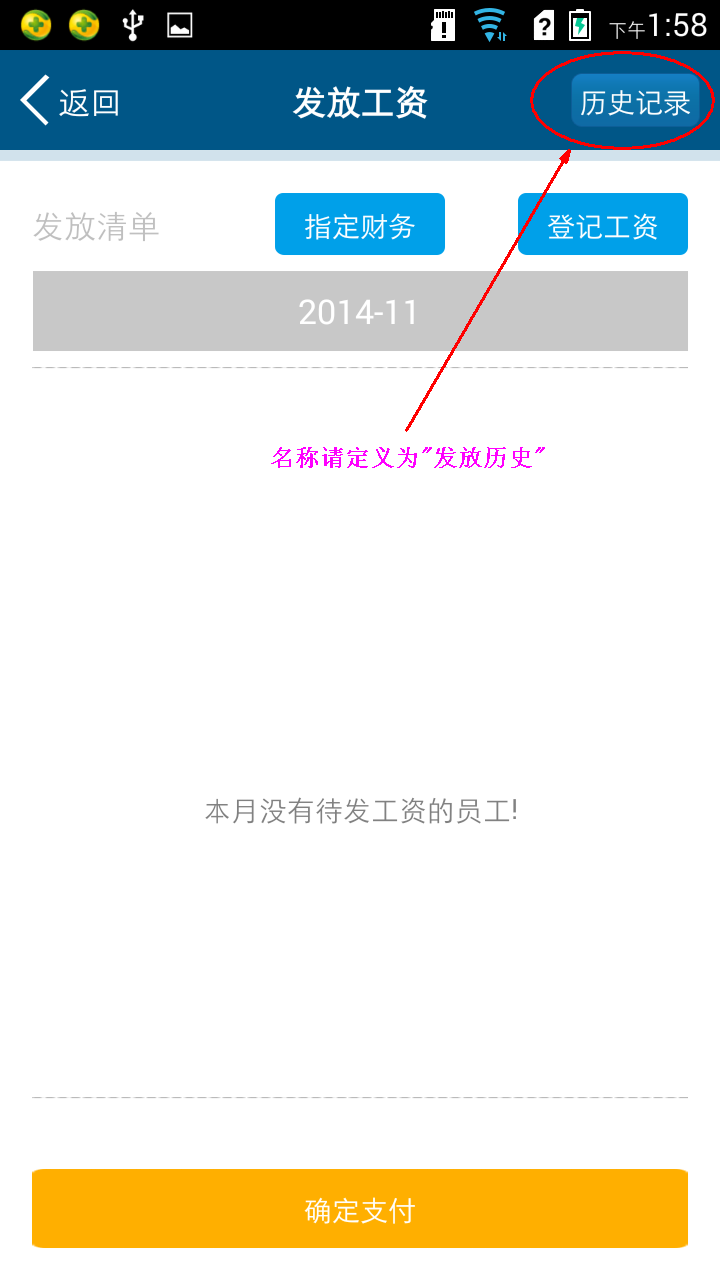 下午1:58
返回 发放工资 历史记录
发放清单 指定财务 登记工资
2014-11
名称请定义为"发放历史"
本月没有待发工资的员工!
确定支付